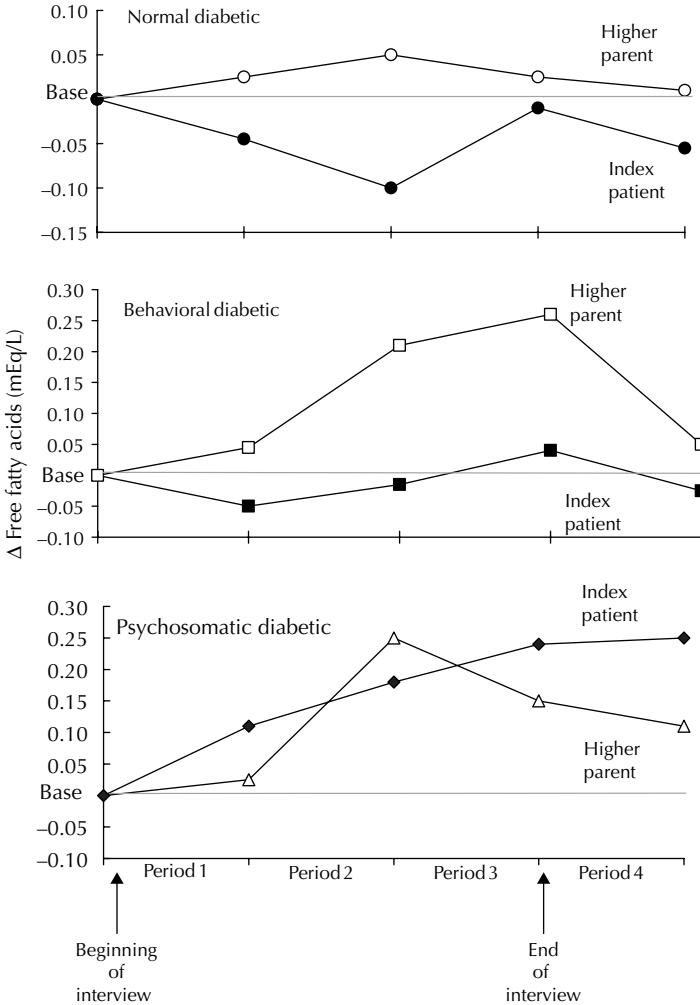 Δ Free fatty acids (mEq/L)
Normal diabetic
0.10
0.05
Base
−0.05
−0.10
−0.15
Higher
parent
Index
patient
Behavioral diabetic
0.30
0.25
0.20
0.15
0.10
0.05
Base
−0.05
−0.10
Higher
parent
Index
patient
Psychosomatic diabetic
0.30
0.25
0.20
0.15
0.10
0.05
Base
−0.05
−0.10
Index
patient
Higher
parent
Period 1 Period 2 Period 3 Period 4
Beginning
of
interview
End
of
interview